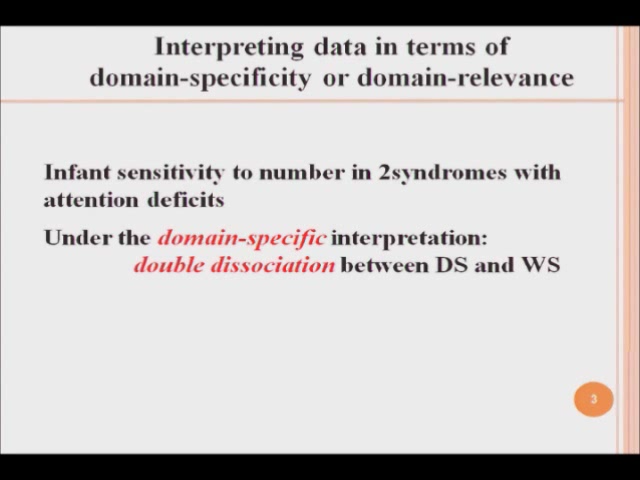 Interpreting data in terms of
domain-specificity or domain-relevance
Infant sensitivity to number in 2syndromes with
attention deficits
Under the domain-specific interpretation:
double dissociation between DS and WS
3